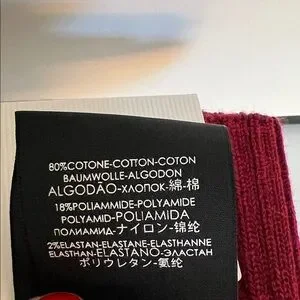 80%COTONE-COTTON-COTON
BAUMWOLLE-ALGODON
ALGODÃO-ХЛОПОК-綿-棉
18%POLIAMMIDE-POLYAMIDE
POLYAMID-POLIAMIDA
ПОЛИАМИД-ナイロン-锦纶
2%ELASTAN-ELASTANE-ELASTHANNE
ELASTHAN-ELASTANO-ЭЛАСТАН
ポリウレタン-氨纶